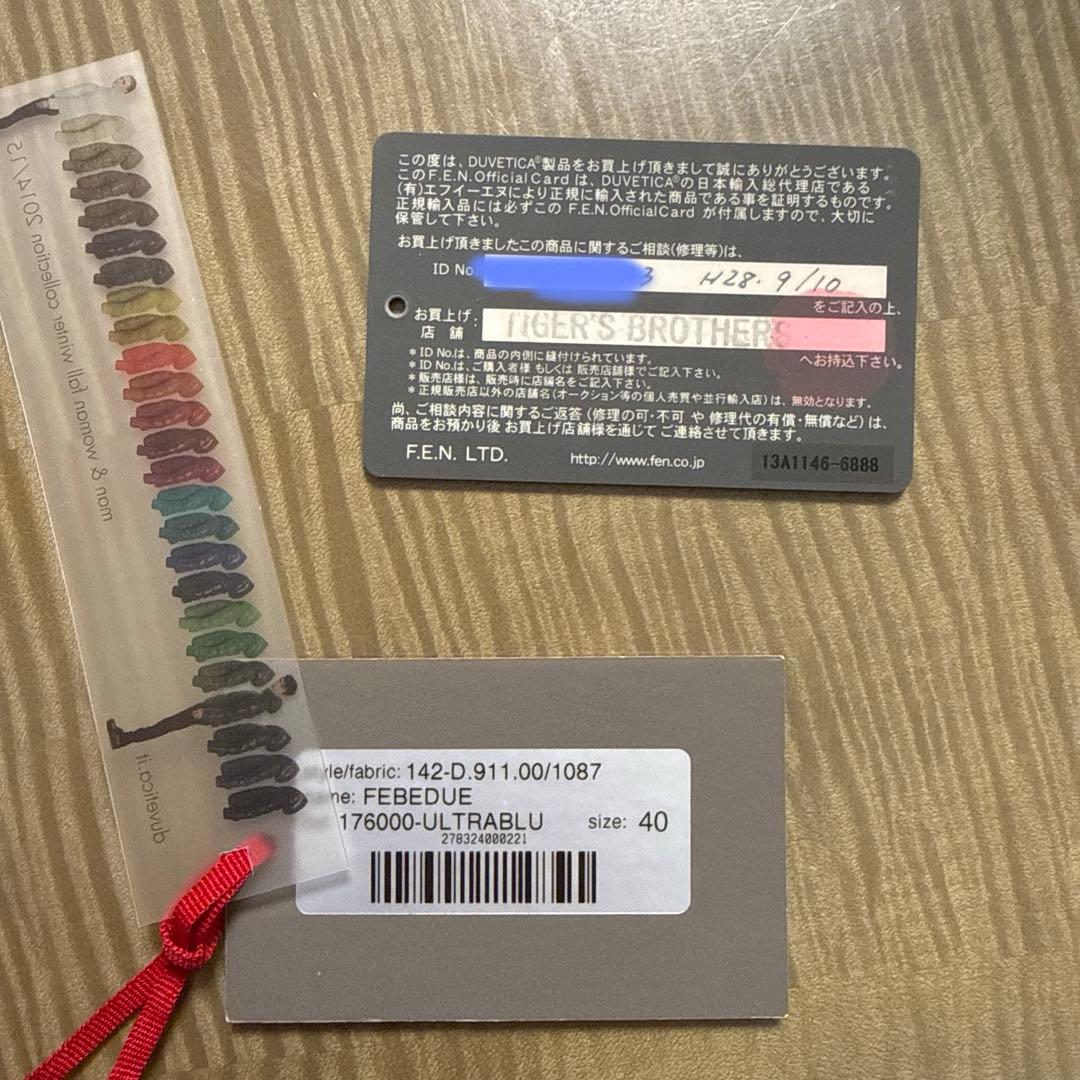 この度は、DUVETICA®製品をお買上げ頂きまして誠にありがとうございます。
このF.E.N.OfficialCard は、DUVETICA®の日本輸入総代理店である
(有)エフイーエヌにより正規に輸入された商品である事を証明するものです。
正規輸入品には必ずこの F.E.N.OfficialCard が付属しますので、大切に
保管して下さい。
お買上げ頂きましたこの商品に関するご相談(修理等)は、
ID No 3 H28. 9/10
をご記入の上、
お買上げ
店 舗 : TIGER'S BROTHERS
へお持込下さい。
＊ID No.は、商品の内側に縫付けられています。
＊ID No.は、ご購入者様 もしくは 販売店舗様でご記入下さい。
＊販売店様は、販売時に店舗名をご記入下さい。
＊正規販売店以外の店舗名(オークション等の個人売買や並行輸入店)は、無効となります。
尚、ご相談内容に関するご返答 (修理の可・不可 や 修理代の有償・無償など) は、
商品をお預かり後 お買上げ店舗様を通じて ご連絡させて頂きます。
F.E.N. LTD. http://www.fen.co.jp 13A1146-6888
man & woman fall winter collection 2014/15
duvetica.it
yle/fabric: 142-D.911.00/1087
me: FEBEDUE
176000-ULTRABLU size: 40
278324000221